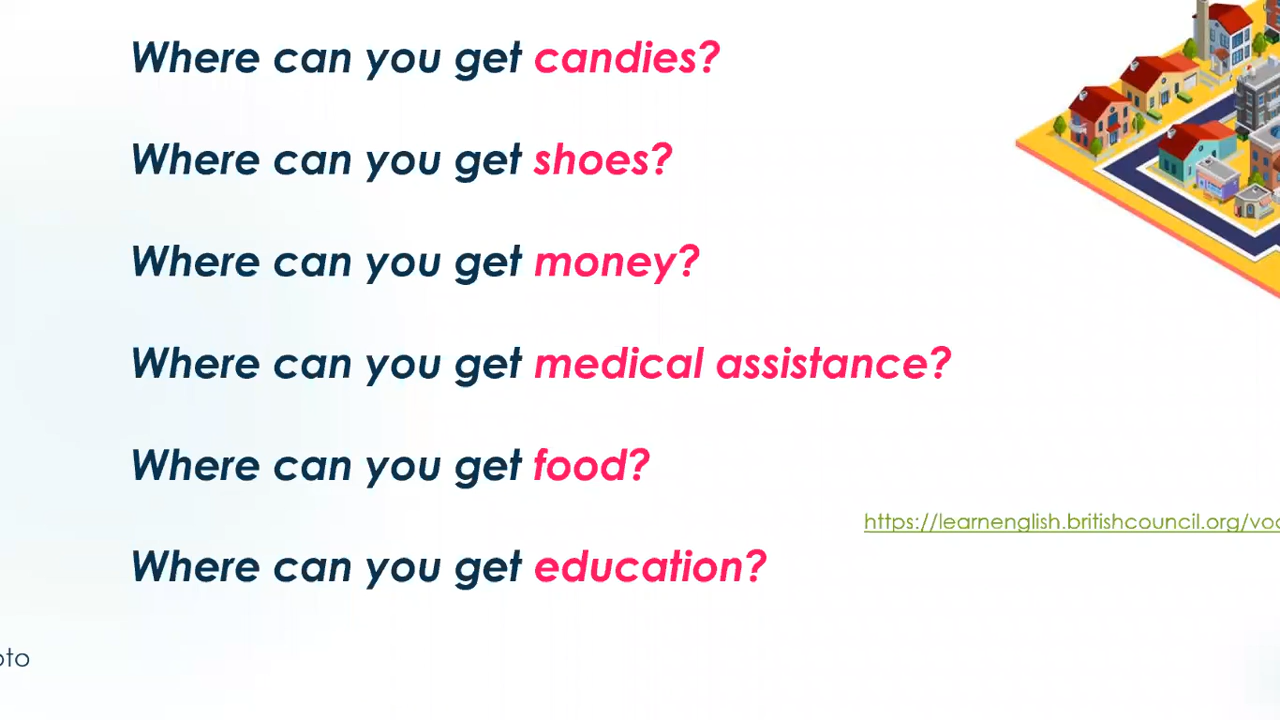 Where can you get candies?
Where can you get shoes?
Where can you get money?
Where can you get medical assistance?
Where can you get food?
https://learnenglish.britishcouncil.org/voc
Where can you get education?